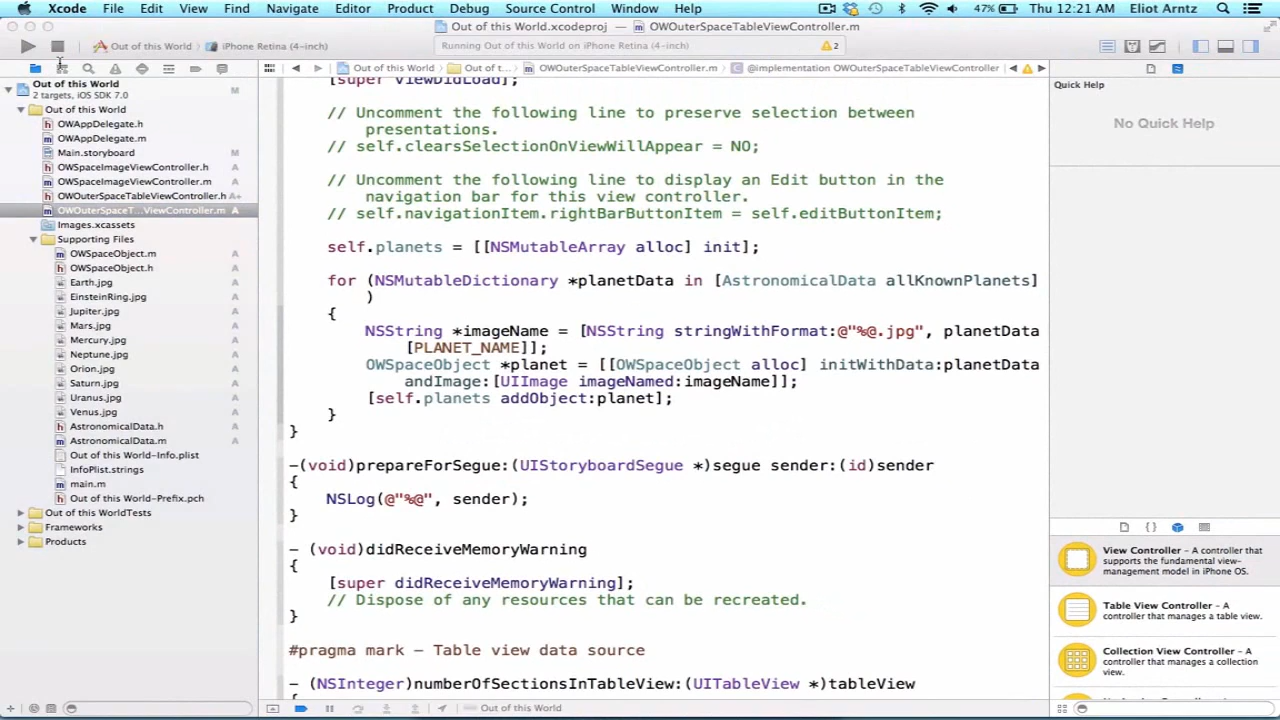 Xcode File Edit View Find Navigate Editor Product Debug Source Control Window Help 47% Thu 12:21 AM Eliot Arntz
Out of this World.xcodeproj — OWOuterSpaceTableViewController.m
Out of this World iPhone Retina (4-inch) Running Out of this World on iPhone Retina (4-inch) 2
Out of this World Out of t... OWOuterSpaceTableViewController.m @implementation OWOuterSpaceTableViewController
Out of this World M
2 targets, iOS SDK 7.0
Out of this World
OWAppDelegate.h
OWAppDelegate.m
Main.storyboard M
OWSpaceImageViewController.h A
OWSpaceImageViewController.m A
OWOuterSpaceTableViewController.h A+
OWOuterSpaceT...ViewController.m A
Images.xcassets
Supporting Files
OWSpaceObject.m A
OWSpaceObject.h A
Earth.jpg A
EinsteinRing.jpg A
Jupiter.jpg A
Mars.jpg A
Mercury.jpg A
Neptune.jpg A
Orion.jpg A
Saturn.jpg A
Uranus.jpg A
Venus.jpg A
AstronomicalData.h A
AstronomicalData.m A
Out of this World-Info.plist
InfoPlist.strings
main.m
Out of this World-Prefix.pch
Out of this WorldTests
Frameworks
Products
[super viewDidLoad];
// Uncomment the following line to preserve selection between
presentations.
// self.clearsSelectionOnViewWillAppear = NO;
// Uncomment the following line to display an Edit button in the
navigation bar for this view controller.
// self.navigationItem.rightBarButtonItem = self.editButtonItem;
self.planets = [[NSMutableArray alloc] init];
for (NSMutableDictionary *planetData in [AstronomicalData allKnownPlanets]
)
{
NSString *imageName = [NSString stringWithFormat:@"%@.jpg", planetData
[PLANET_NAME]];
OWSpaceObject *planet = [[OWSpaceObject alloc] initWithData:planetData
andImage:[UIImage imageNamed:imageName]];
[self.planets addObject:planet];
}
}
-(void)prepareForSegue:(UIStoryboardSegue *)segue sender:(id)sender
{
NSLog(@"%@", sender);
}
- (void)didReceiveMemoryWarning
{
[super didReceiveMemoryWarning];
// Dispose of any resources that can be recreated.
}
#pragma mark - Table view data source
- (NSInteger)numberOfSectionsInTableView:(UITableView *)tableView
{
Out of this World
Quick Help
No Quick Help
{ }
View Controller - A controller that
supports the fundamental view-
management model in iPhone OS.
Table View Controller - A
controller that manages a table view.
Collection View Controller - A
controller that manages a collection
view.